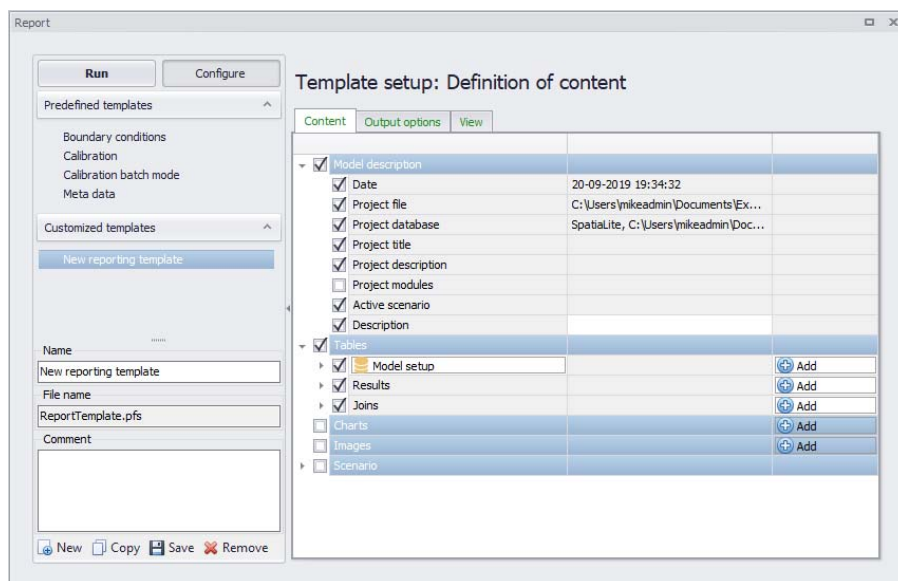 Report
Run
Configure
Predefined templates
Boundary conditions
Calibration
Calibration batch mode
Meta data
Customized templates
New reporting template
Name
New reporting template
File name
ReportTemplate.pfs
Comment
New
Copy
Save
Remove
Template setup: Definition of content
Content
Output options
View
Model description
Date 20-09-2019 19:34:32
Project file C:\Users\mikeadmin\Documents\Ex...
Project database SpatiaLite, C:\Users\mikeadmin\Doc...
Project title
Project description
Project modules
Active scenario
Description
Tables
Model setup Add
Results Add
Joins Add
Charts Add
Images Add
Scenario